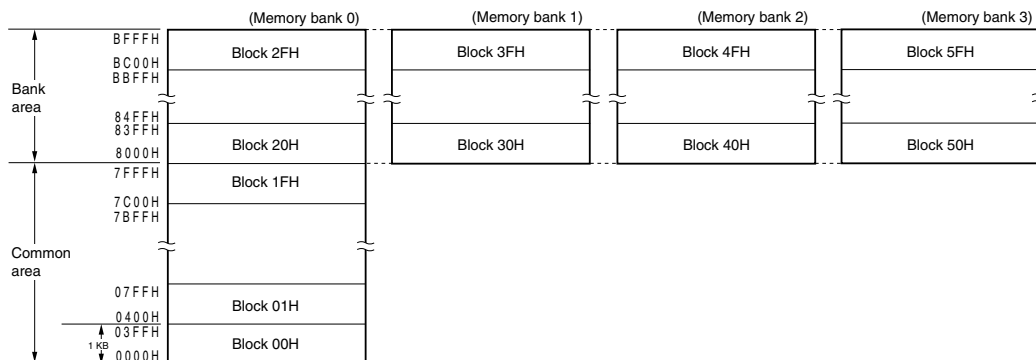 (Memory bank 0) (Memory bank 1) (Memory bank 2) (Memory bank 3)
BFFFH
Block 2FH Block 3FH Block 4FH Block 5FH
BC00H
BBFFH
Bank
area
84FFH
83FFH
Block 20H Block 30H Block 40H Block 50H
8000H
7FFFH
Block 1FH
7C00H
7BFFH
Common
area
07FFH
Block 01H
0400H
03FFH
1 KB
Block 00H
0000H